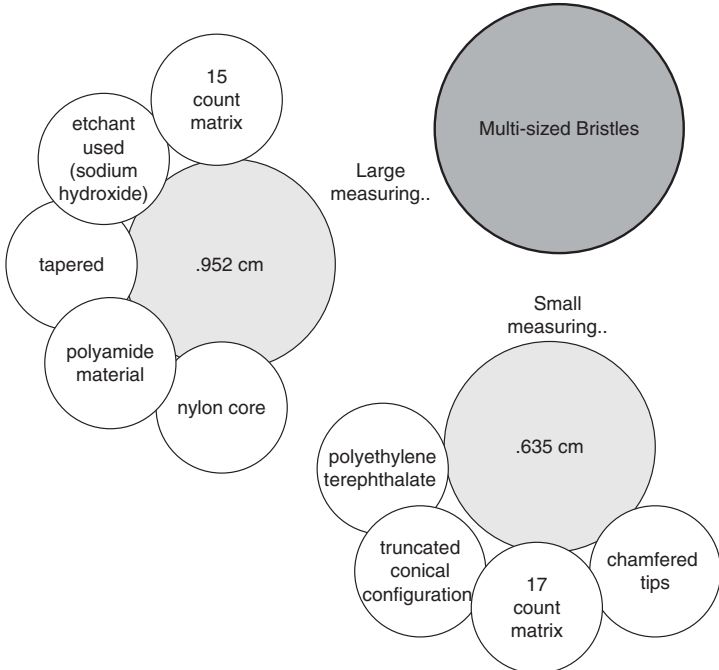 15
count
matrix
etchant
used
(sodium
hydroxide)
tapered
.952 cm
polyamide
material
nylon core
Large
measuring..
Multi-sized Bristles
Small
measuring..
.635 cm
polyethylene
terephthalate
truncated
conical
configuration
17
count
matrix
chamfered
tips